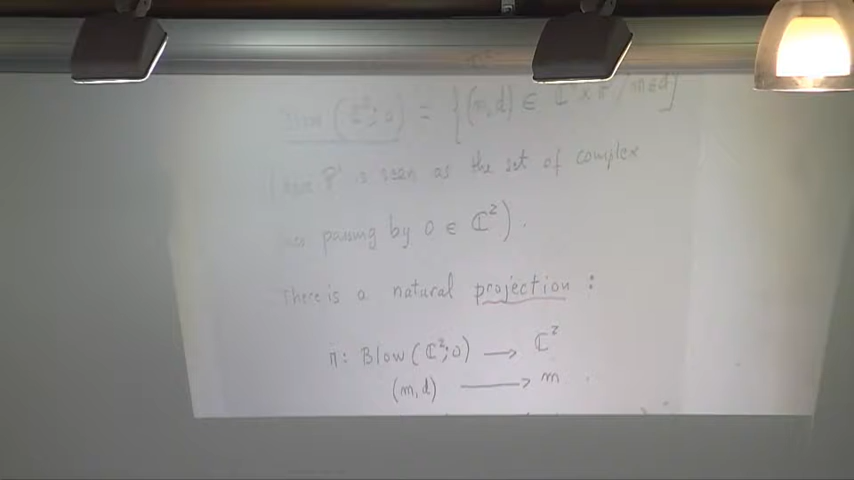 Blow (ℂ²; 0) = {(m,d) ∈ ℂ² × ℙ¹ / m ∈ d}
ℙ¹ is seen as the set of complex
passing by 0 ∈ ℂ²).
There is a natural projection :
π : Blow (ℂ²; 0) → ℂ²
(m,d) → m